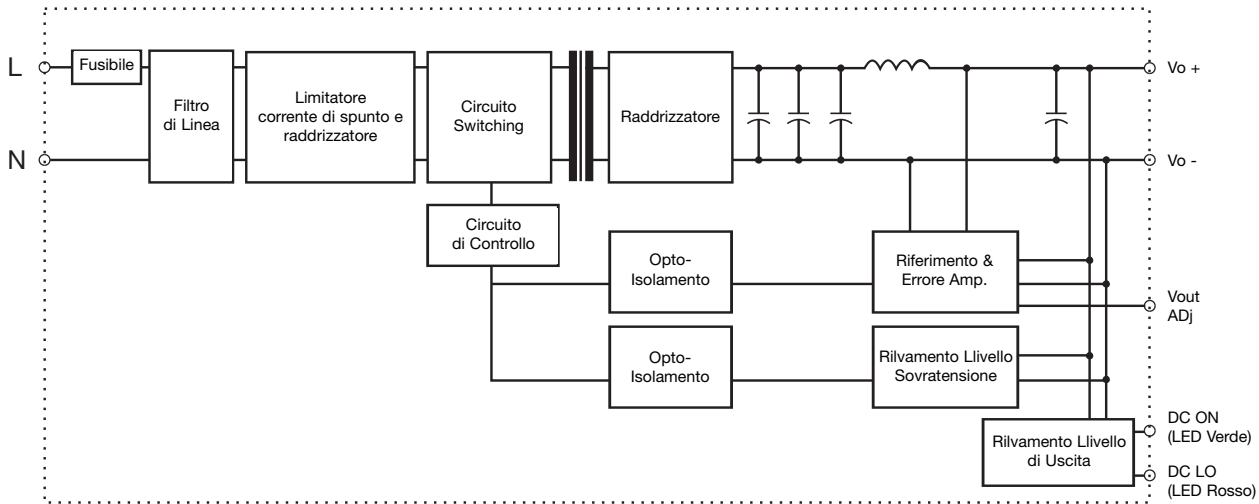 L
Fusibile
Filtro
di Linea
Limitatore
corrente di spunto e
raddrizzatore
Circuito
Switching
Raddrizzatore
Vo +
N
Vo -
Circuito
di Controllo
Opto-
Isolamento
Riferimento &
Errore Amp.
Vout
ADj
Opto-
Isolamento
Rilvamento Llivello
Sovratensione
Rilvamento Llivello
di Uscita
DC ON
(LED Verde)
DC LO
(LED Rosso)